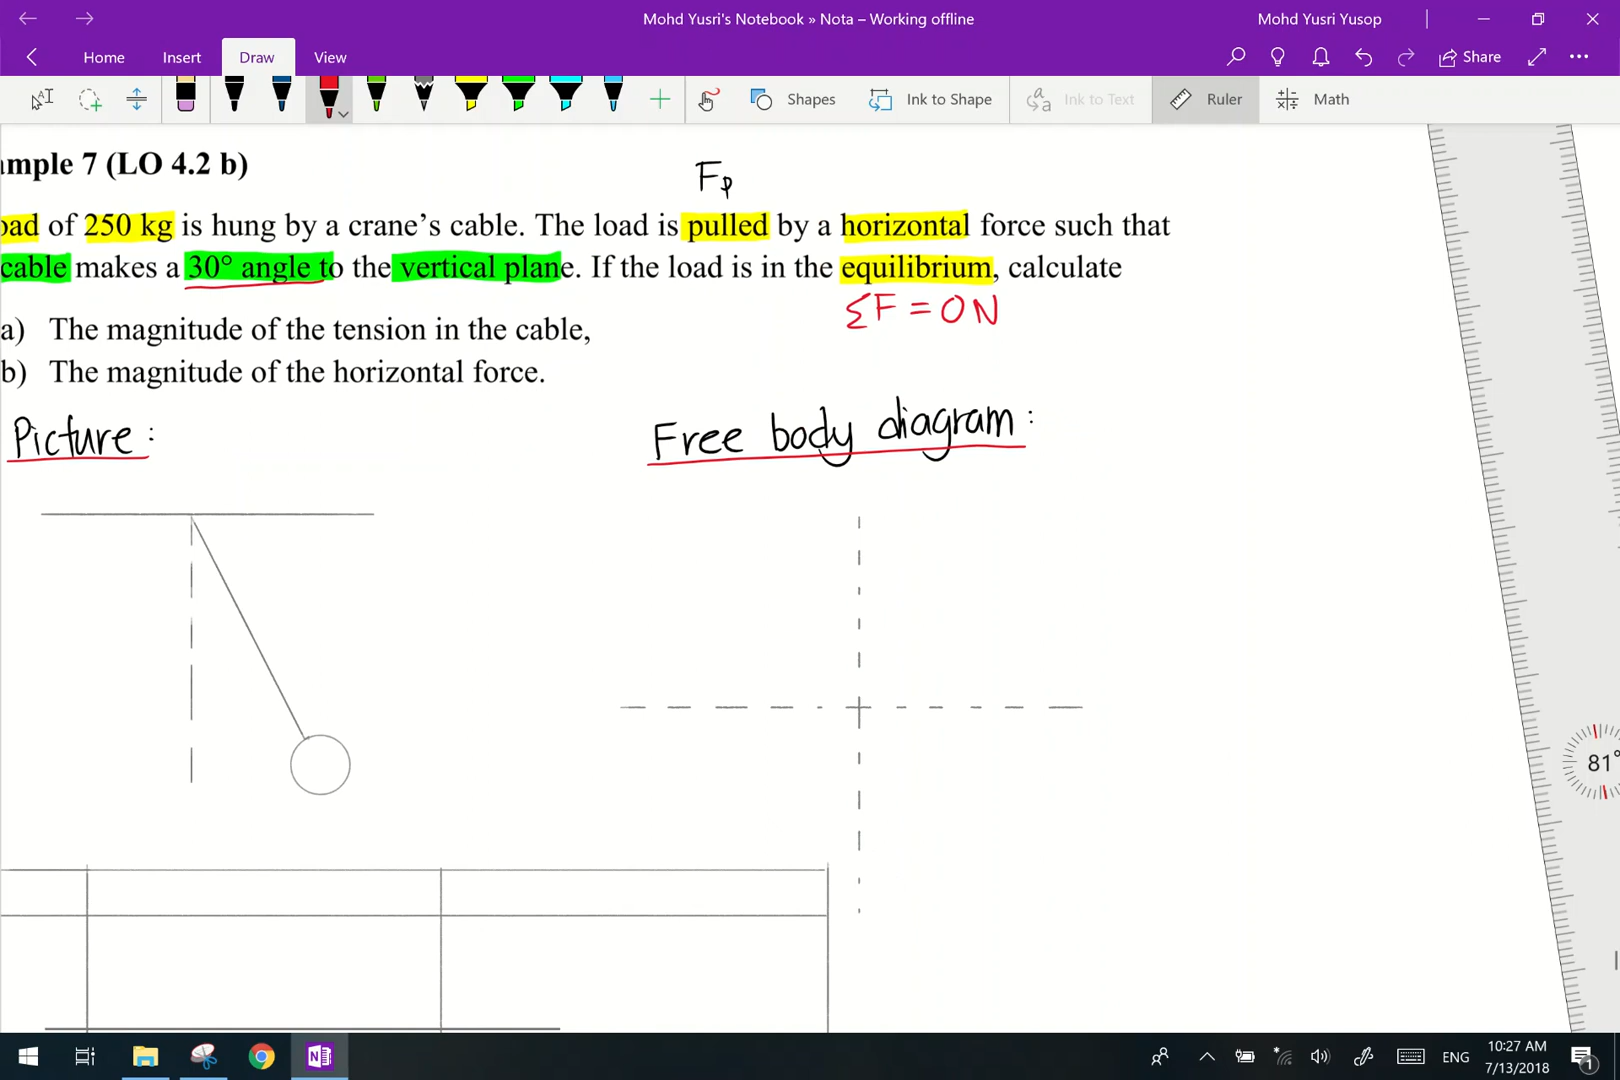 Mohd Yusri's Notebook » Nota – Working offline
Mohd Yusri Yusop
Home Insert Draw View
Share
Shapes
Ink to Shape
Ink to Text
Ruler
Math
ample 7 (LO 4.2 b)
Fp
oad of 250 kg is hung by a crane's cable. The load is pulled by a horizontal force such that
cable makes a 30° angle to the vertical plane. If the load is in the equilibrium, calculate
ΣF = 0 N
a) The magnitude of the tension in the cable,
b) The magnitude of the horizontal force.
Picture :
Free body diagram :
81°
ENG
10:27 AM
7/13/2018
1